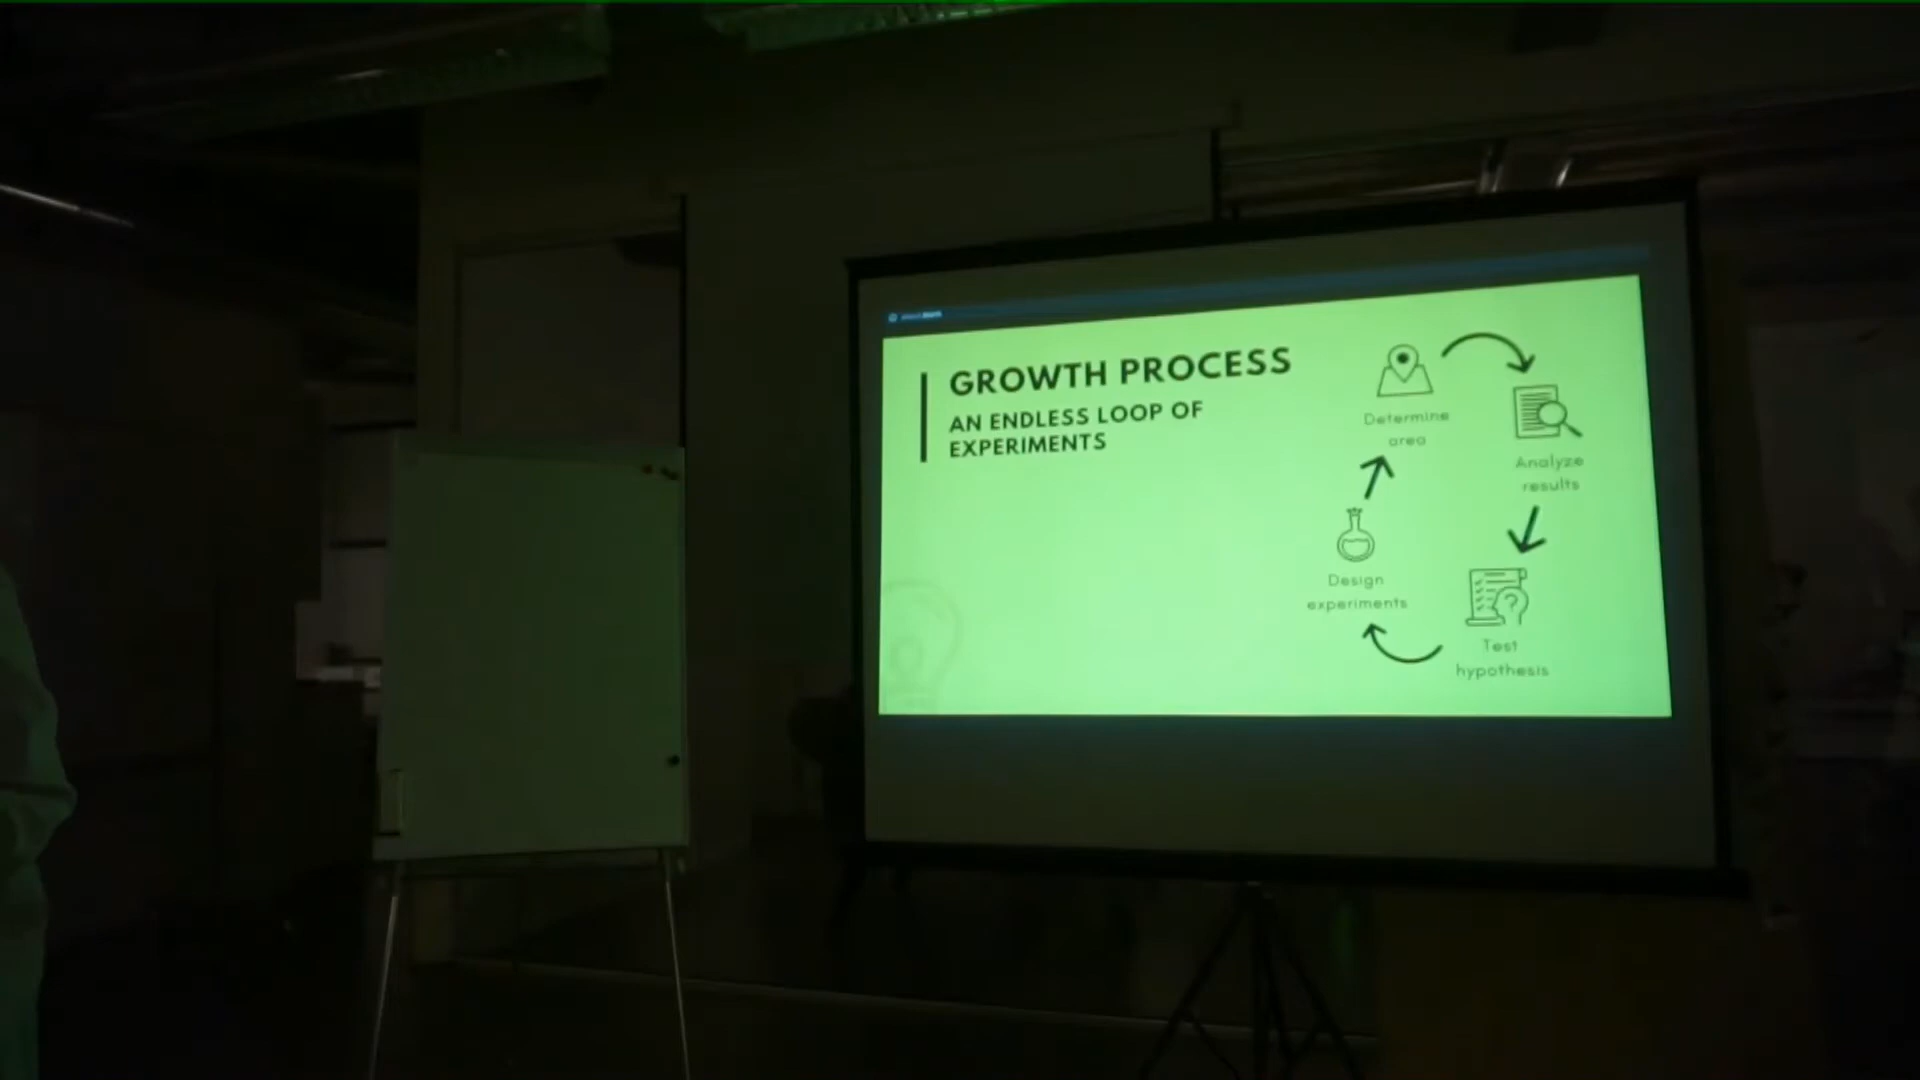 GROWTH PROCESS
AN ENDLESS LOOP OF
EXPERIMENTS
Determine
area
Analyze
results
Test
hypothesis
Design
experiments